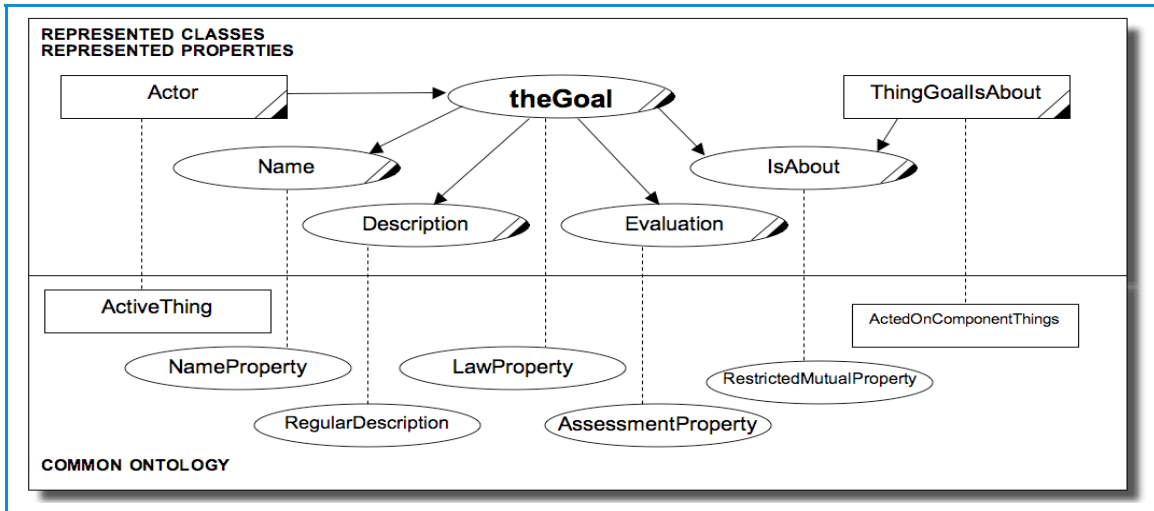 REPRESENTED CLASSES
REPRESENTED PROPERTIES
Actor
theGoal
ThingGoalIsAbout
Name
IsAbout
Description
Evaluation
ActiveThing
ActedOnComponentThings
NameProperty
LawProperty
RestrictedMutualProperty
RegularDescription
AssessmentProperty
COMMON ONTOLOGY